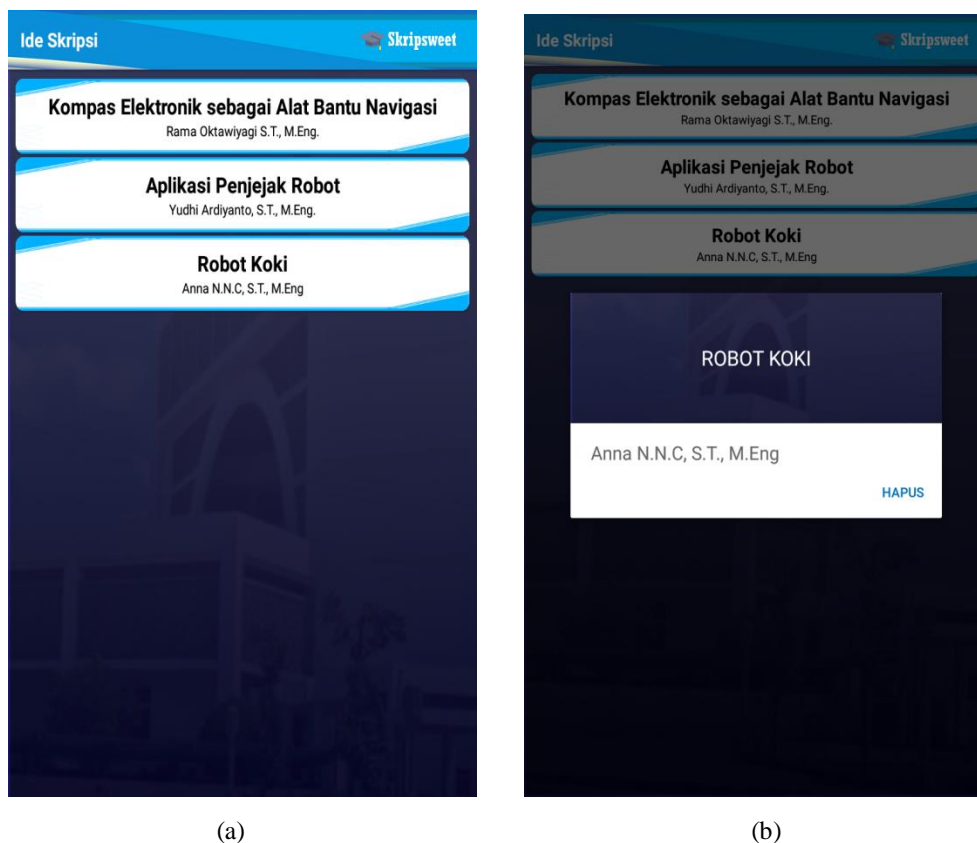 Ide Skripsi
Skripsweet
Kompas Elektronik sebagai Alat Bantu Navigasi
Rama Oktawiyagi S.T., M.Eng.
Aplikasi Penjejak Robot
Yudhi Ardiyanto, S.T., M.Eng.
Robot Koki
Anna N.N.C, S.T., M.Eng
(a)
Ide Skripsi
Skripsweet
Kompas Elektronik sebagai Alat Bantu Navigasi
Rama Oktawiyagi S.T., M.Eng.
Aplikasi Penjejak Robot
Yudhi Ardiyanto, S.T., M.Eng.
Robot Koki
Anna N.N.C, S.T., M.Eng
ROBOT KOKI
Anna N.N.C, S.T., M.Eng
HAPUS
(b)